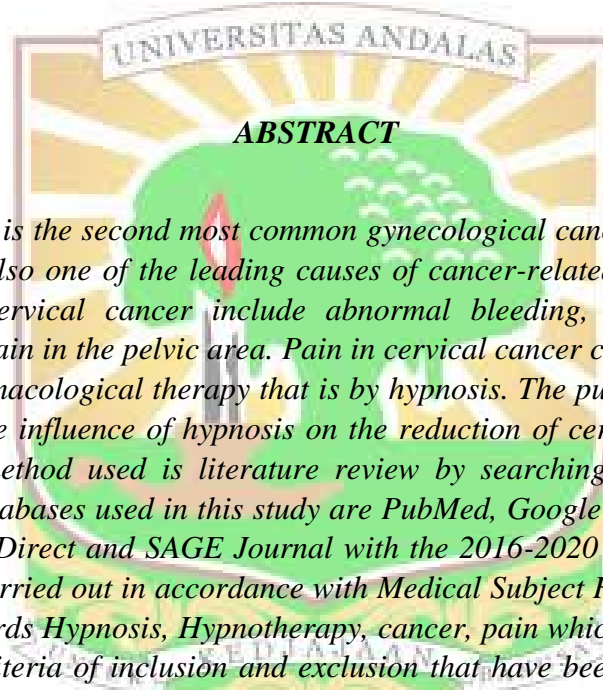 UNIVERSITAS ANDALAS
ABSTRACT
is the second most common gynecological canc
lso one of the leading causes of cancer-related
ervical cancer include abnormal bleeding,
ain in the pelvic area. Pain in cervical cancer c
macological therapy that is by hypnosis. The pu
e influence of hypnosis on the reduction of cer
ethod used is literature review by searching
abases used in this study are PubMed, Google
Direct and SAGE Journal with the 2016-2020
rried out in accordance with Medical Subject H
rds Hypnosis, Hypnotherapy, cancer, pain whic
iteria of inclusion and exclusion that have bee